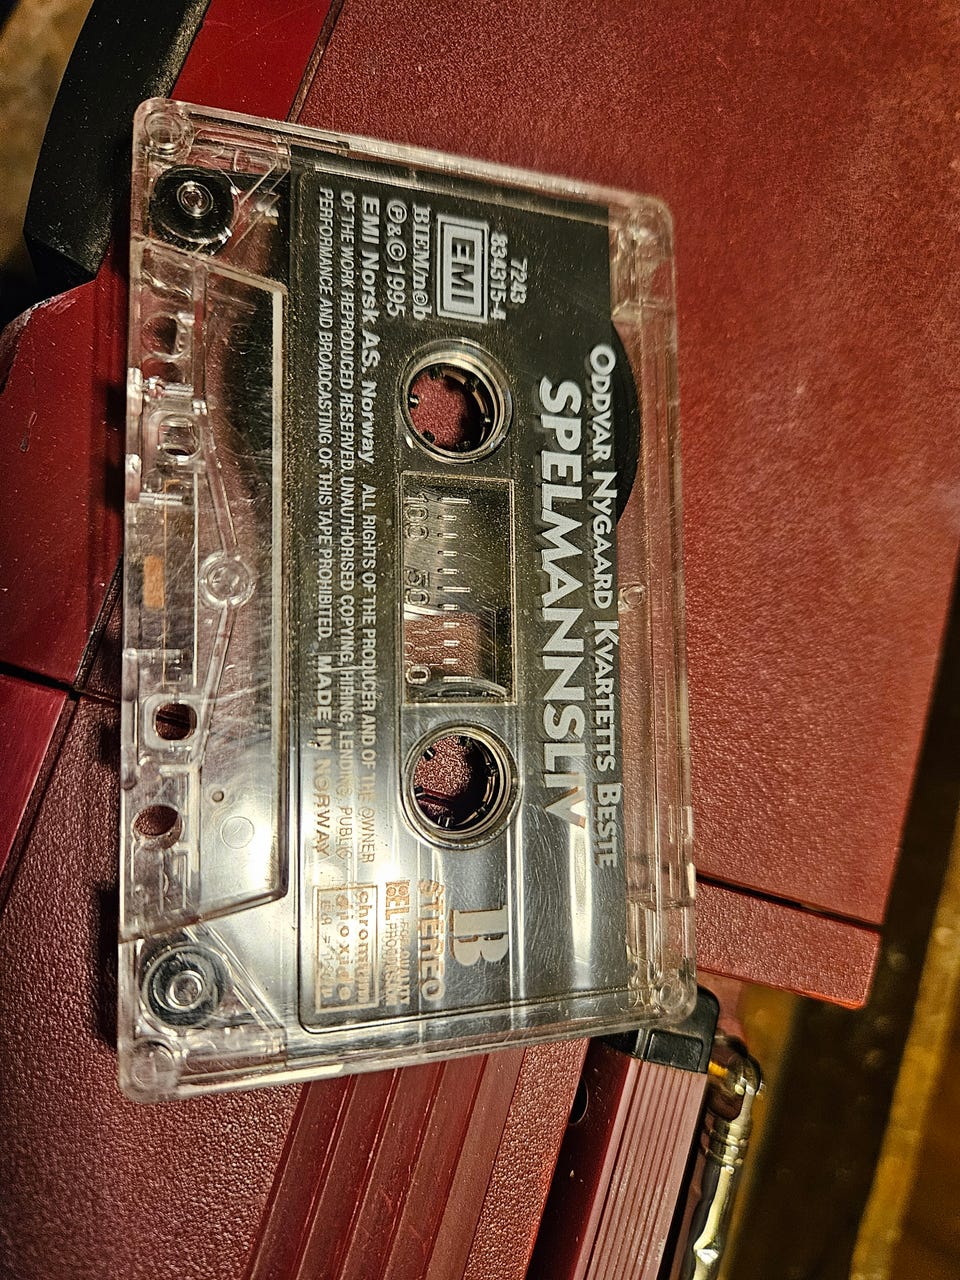 ODDVAR NYGAARD KVARTETTS BESTE
SPELMANNSLIV
7243
834315-4
EMI
BIEM/n©b
℗&©1995
EMI Norsk AS, Norway ALL RIGHTS OF THE PRODUCER AND OF THE OWNER
OF THE WORK REPRODUCED RESERVED. UNAUTHORISED COPYING, HIRING, LENDING, PUBLIC
PERFORMANCE AND BROADCASTING OF THIS TAPE PROHIBITED. MADE IN NORWAY
100 50 0
B
STEREO
chromium
dioxide